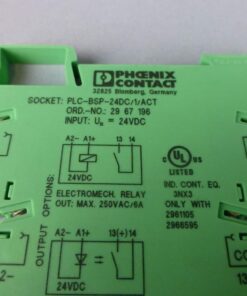 PHOENIX
CONTACT
32825 Blomberg, Germany
SOCKET: PLC-BSP-24DC/1/ACT
ORD.-NO.: 29 67 196
INPUT: UN = 24VDC
A2- A1+ 13 14
24VDC
ELECTROMECH. RELAY
OUT: MAX. 250VAC/6A
OUTPUT OPTIONS:
A2- A1+ 13(+) 14
24VDC
C UL US
LISTED
IND. CONT. EQ.
3NX3
ONLY WITH
2961105
2966595